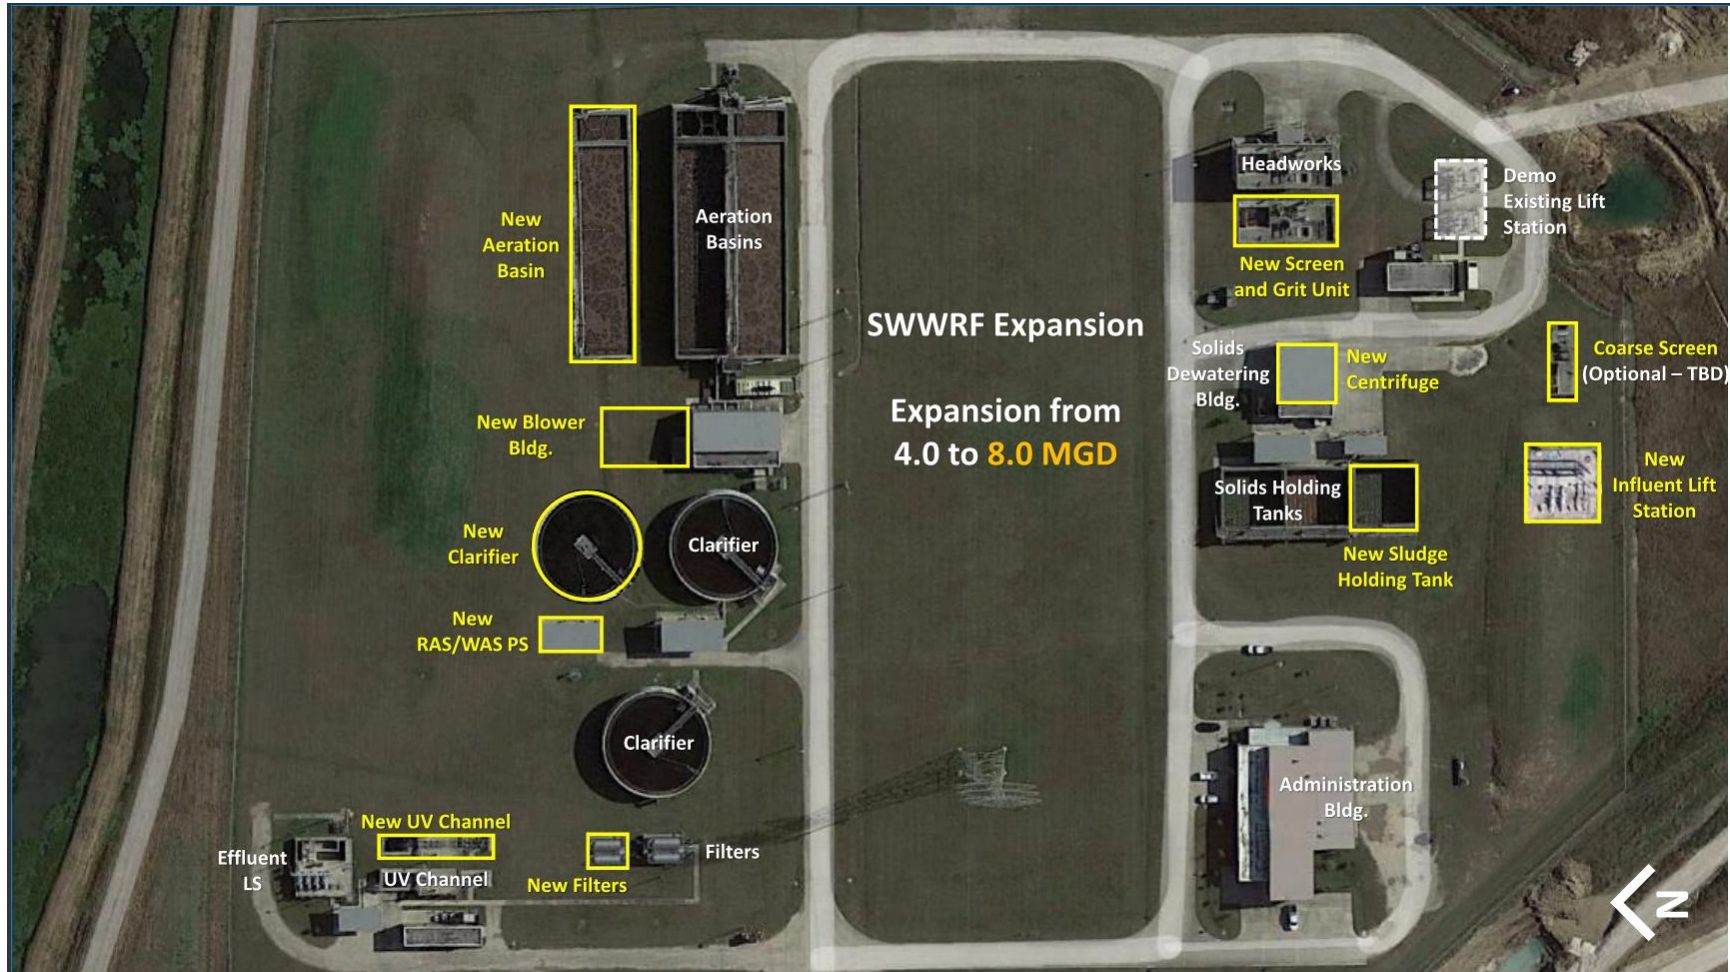 Headworks
Demo
Existing Lift
Station
New
Aeration
Basin
Aeration
Basins
New Screen
and Grit Unit
SWWRF Expansion
Expansion from
4.0 to 8.0 MGD
Solids
Dewatering
Bldg.
New
Centrifuge
Coarse Screen
(Optional – TBD)
New Blower
Bldg.
New
Influent Lift
Station
Solids Holding
Tanks
New Sludge
Holding Tank
New
Clarifier
Clarifier
New
RAS/WAS PS
Clarifier
Administration
Bldg.
New UV Channel
Effluent
LS
UV Channel
New Filters
Filters
N